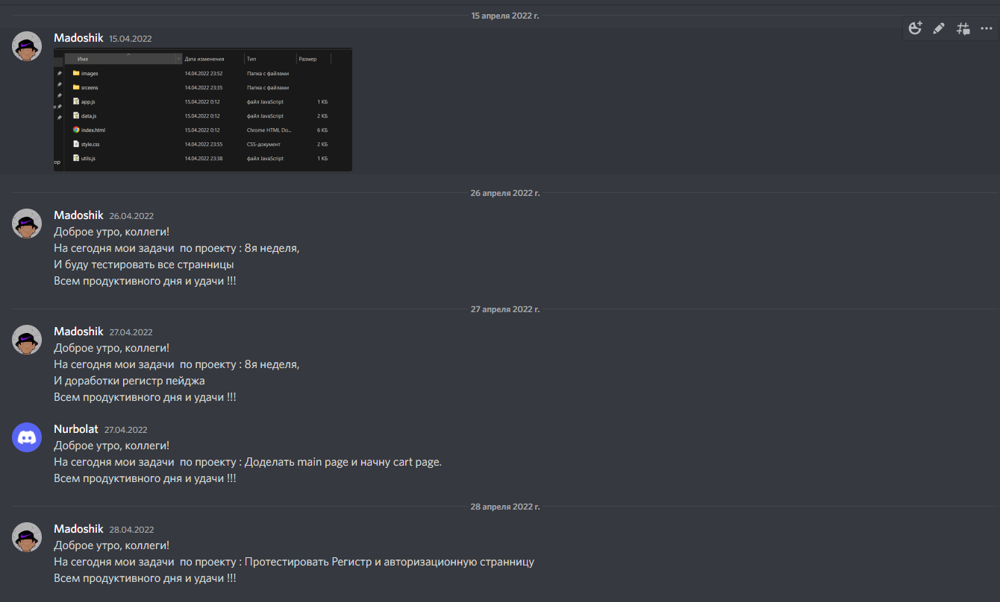 15 апреля 2022 г.
Madoshik 15.04.2022
Имя Дата изменения Тип Размер
images 14.04.2022 23:52 Папка с файлами
srceens 14.04.2022 23:35 Папка с файлами
app.js 15.04.2022 0:12 файл JavaScript 1 КБ
data.js 15.04.2022 0:12 файл JavaScript 2 КБ
index.html 15.04.2022 0:12 Chrome HTML Do... 6 КБ
style.css 14.04.2022 23:55 CSS-документ 2 КБ
utils.js 14.04.2022 23:38 файл JavaScript 1 КБ
ор
26 апреля 2022 г.
Madoshik 26.04.2022
Доброе утро, коллеги!
На сегодня мои задачи  по проекту : 8я неделя,
И буду тестировать все странницы
Всем продуктивного дня и удачи !!!
27 апреля 2022 г.
Madoshik 27.04.2022
Доброе утро, коллеги!
На сегодня мои задачи  по проекту : 8я неделя,
И доработки регистр пейджа
Всем продуктивного дня и удачи !!!
Nurbolat 27.04.2022
Доброе утро, коллеги!
На сегодня мои задачи  по проекту : Доделать main page и начну cart page.
Всем продуктивного дня и удачи !!!
28 апреля 2022 г.
Madoshik 28.04.2022
Доброе утро, коллеги!
На сегодня мои задачи  по проекту : Протестировать Регистр и авторизационную странницу
Всем продуктивного дня и удачи !!!